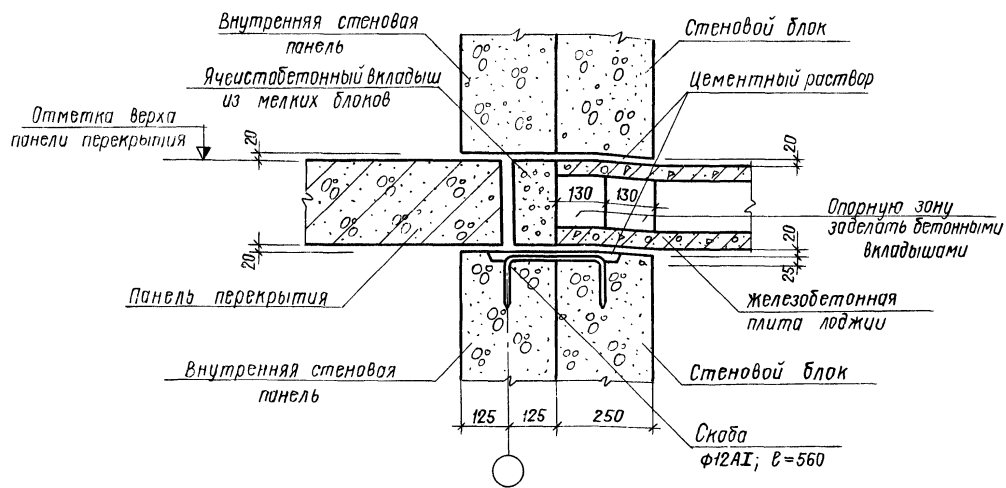 Внутренняя стеновая
панель
Стеновой блок
Ячеистобетонный вкладыш
из мелких блоков
Цементный раствор
Отметка верха
панели перекрытия
20
20
130
130
Опорную зону
заделать бетонными
вкладышами
20
20
25
Панель перекрытия
Железобетонная
плита лоджии
Внутренняя стеновая
панель
Стеновой блок
125
125
250
Скоба
ф12АI; ℓ=560